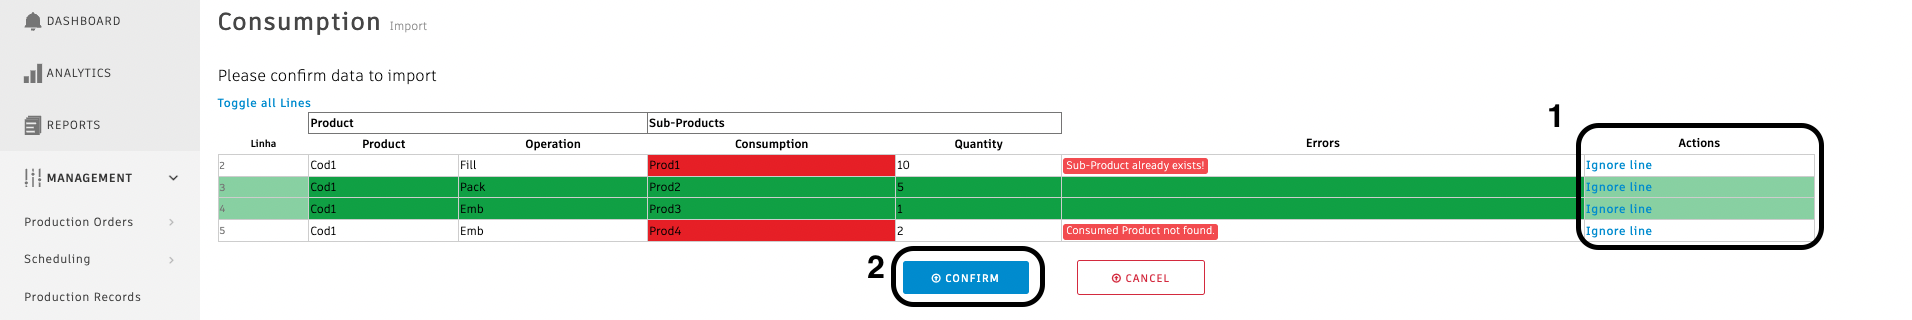 DASHBOARD
ANALYTICS
REPORTS
MANAGEMENT
Production Orders
Scheduling
Production Records
Consumption Import
Please confirm data to import
Toggle all Lines
1
Product Sub-Products
Linha Product Operation Consumption Quantity Errors Actions
2 Cod1 Fill Prod1 10 Sub-Product already exists! Ignore line
3 Cod1 Pack Prod2 5 Ignore line
4 Cod1 Emb Prod3 1 Ignore line
5 Cod1 Emb Prod4 2 Consumed Product not found. Ignore line
2 CONFIRM CANCEL